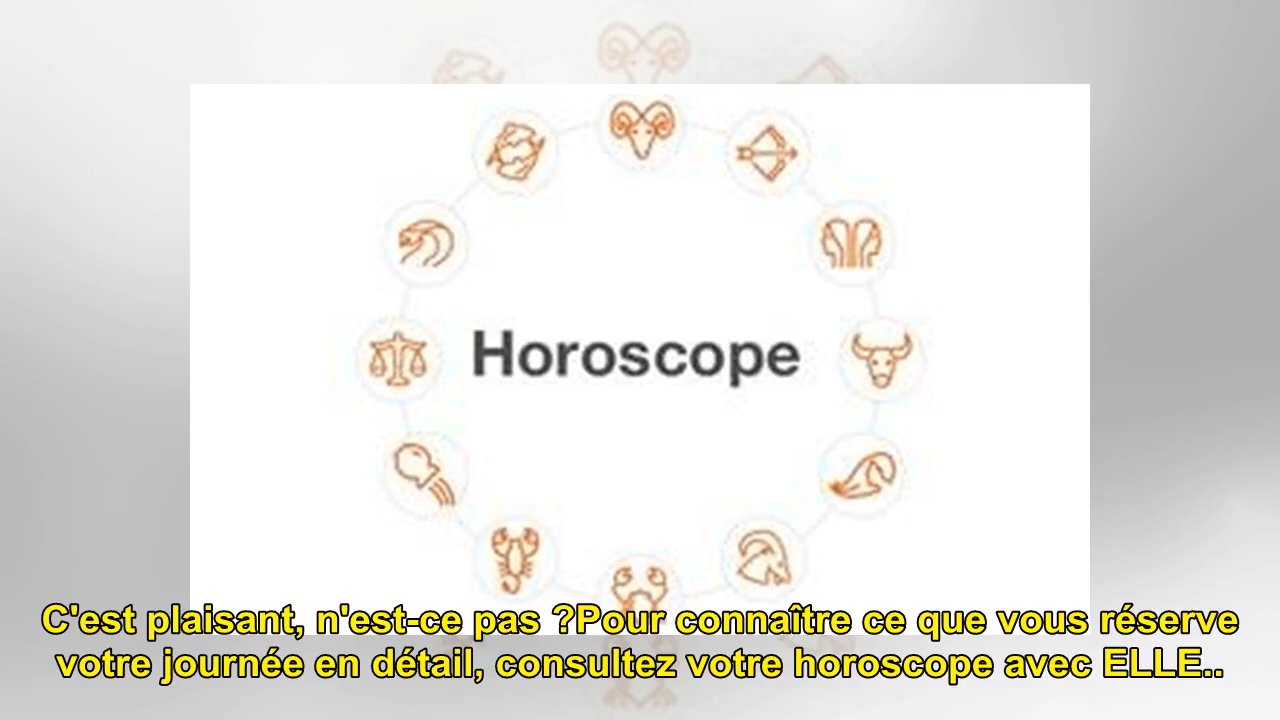 Horoscope
C'est plaisant, n'est-ce pas ?Pour connaître ce que vous réserve
votre journée en détail, consultez votre horoscope avec ELLE..